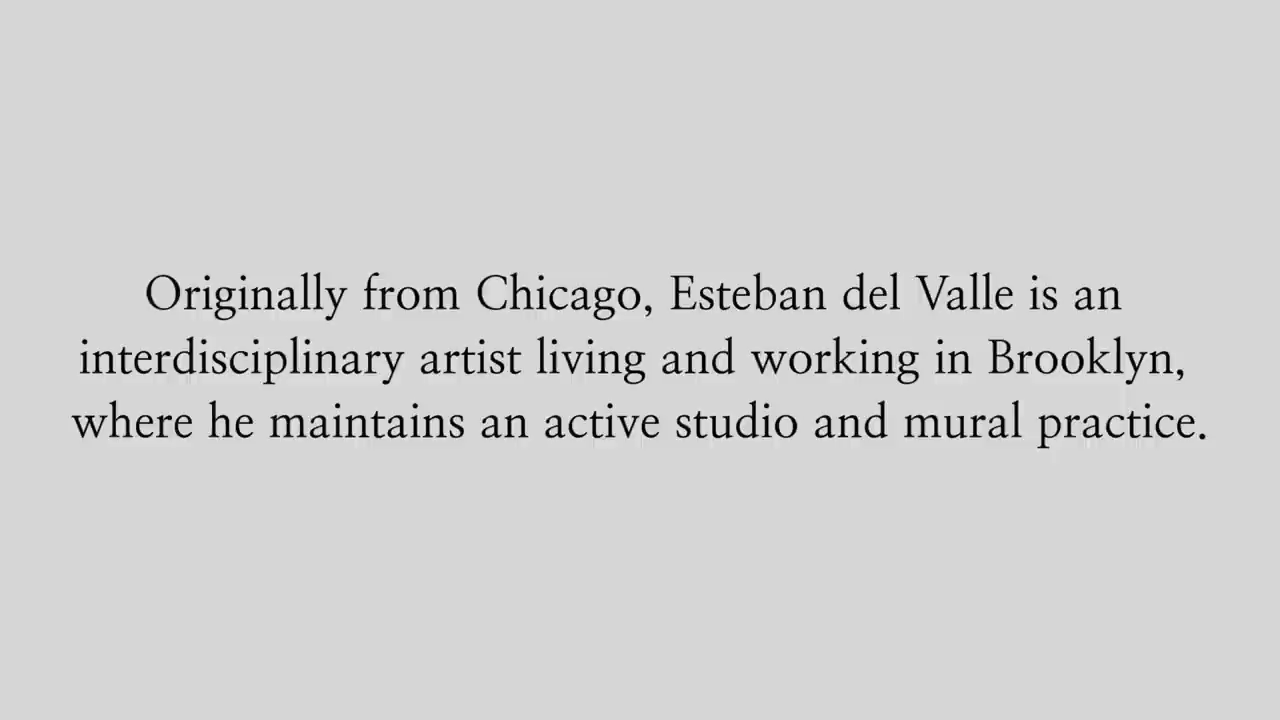 Originally from Chicago, Esteban del Valle is an
interdisciplinary artist living and working in Brooklyn,
where he maintains an active studio and mural practice.